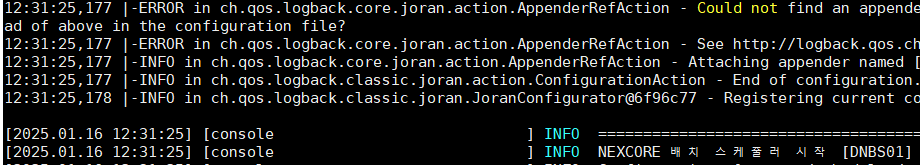 12:31:25,177 |-ERROR in ch.qos.logback.core.joran.action.AppenderRefAction - Could not find an appende
ad of above in the configuration file?
12:31:25,177 |-ERROR in ch.qos.logback.core.joran.action.AppenderRefAction - See http://logback.qos.ch
12:31:25,177 |-INFO in ch.qos.logback.core.joran.action.AppenderRefAction - Attaching appender named [
12:31:25,177 |-INFO in ch.qos.logback.classic.joran.action.ConfigurationAction - End of configuration.
12:31:25,178 |-INFO in ch.qos.logback.classic.joran.JoranConfigurator@6f96c77 - Registering current co
[2025.01.16 12:31:25] [console ] INFO ===================================
[2025.01.16 12:31:25] [console ] INFO NEXCORE 배치 스케쥴러 시작 [DNBS01]